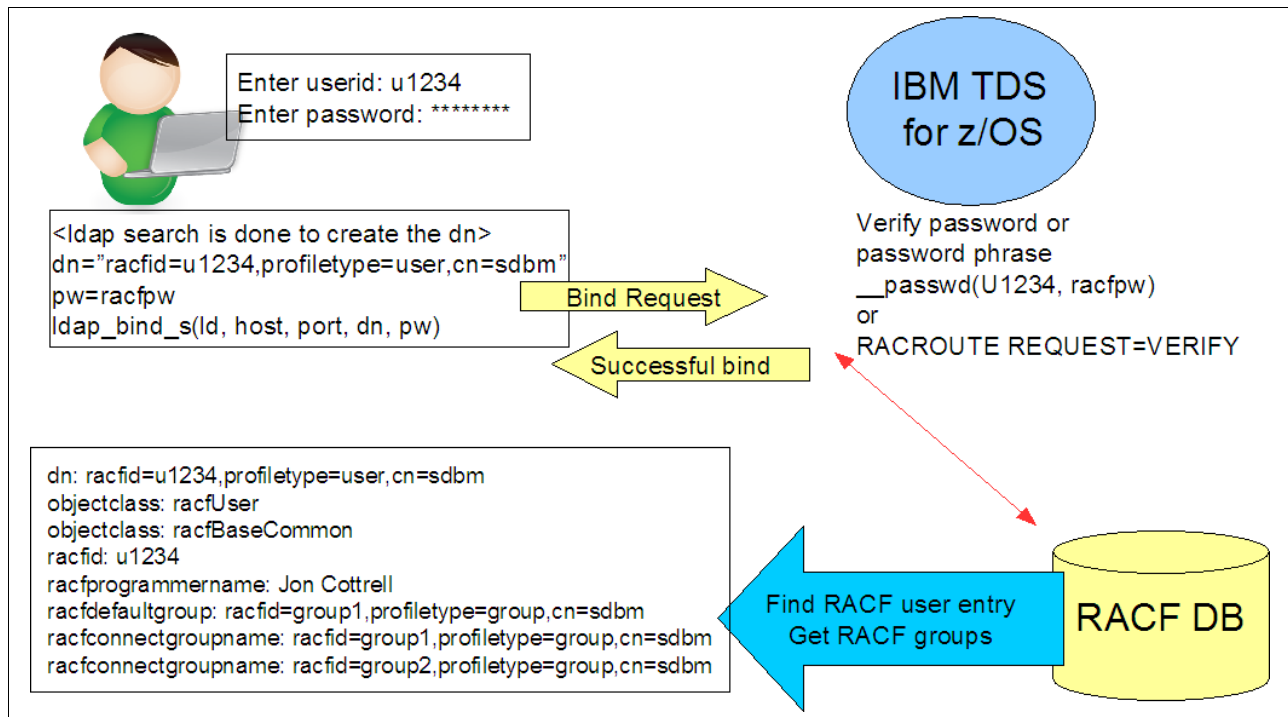 Enter userid: u1234
Enter password: ********
IBM TDS
for z/OS
<ldap search is done to create the dn>
dn="racfid=u1234,profiletype=user,cn=sdbm”
pw=racfpw
ldap_bind_s(ld, host, port, dn, pw)
Bind Request
Successful bind
Verify password or
password phrase
__passwd(U1234, racfpw)
or
RACROUTE REQUEST=VERIFY
dn: racfid=u1234,profiletype=user,cn=sdbm
objectclass: racfUser
objectclass: racfBaseCommon
racfid: u1234
racfprogrammername: Jon Cottrell
racfdefaultgroup: racfid=group1,profiletype=group,cn=sdbm
racfconnectgroupname: racfid=group1,profiletype=group,cn=sdbm
racfconnectgroupname: racfid=group2,profiletype=group,cn=sdbm
Find RACF user entry
Get RACF groups
RACF DB